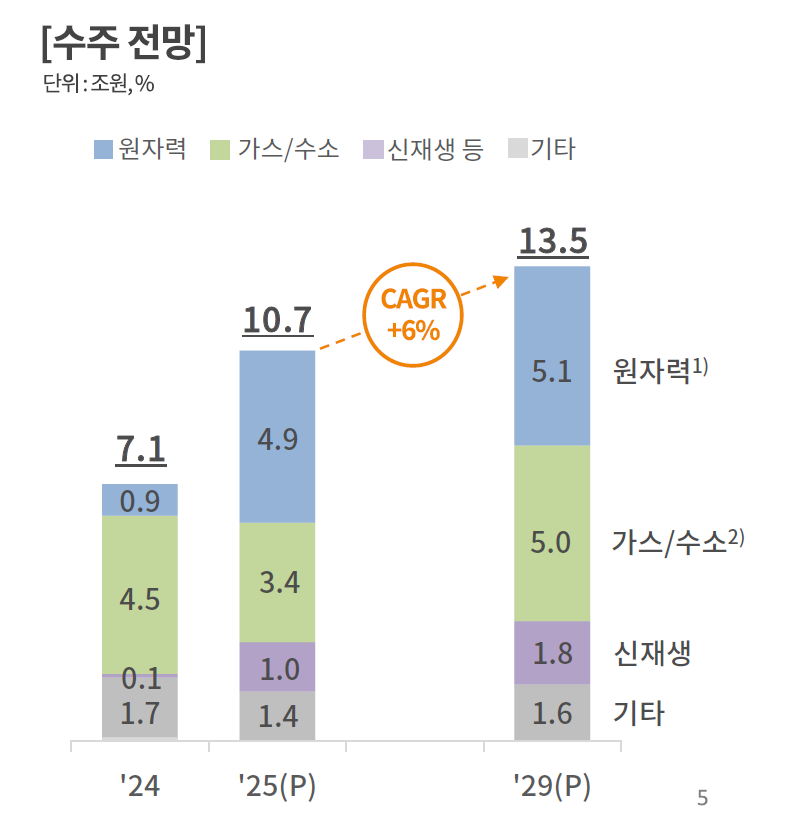 [수주 전망]
단위 : 조원, %
원자력 가스/수소 신재생 등 기타
13.5
CAGR
+6%
10.7
7.1
5.1 원자력1)
4.9
0.9
5.0 가스/수소2)
3.4
4.5
1.8 신재생
1.0
0.1
1.6 기타
1.4
1.7
'24 '25(P) '29(P)
5